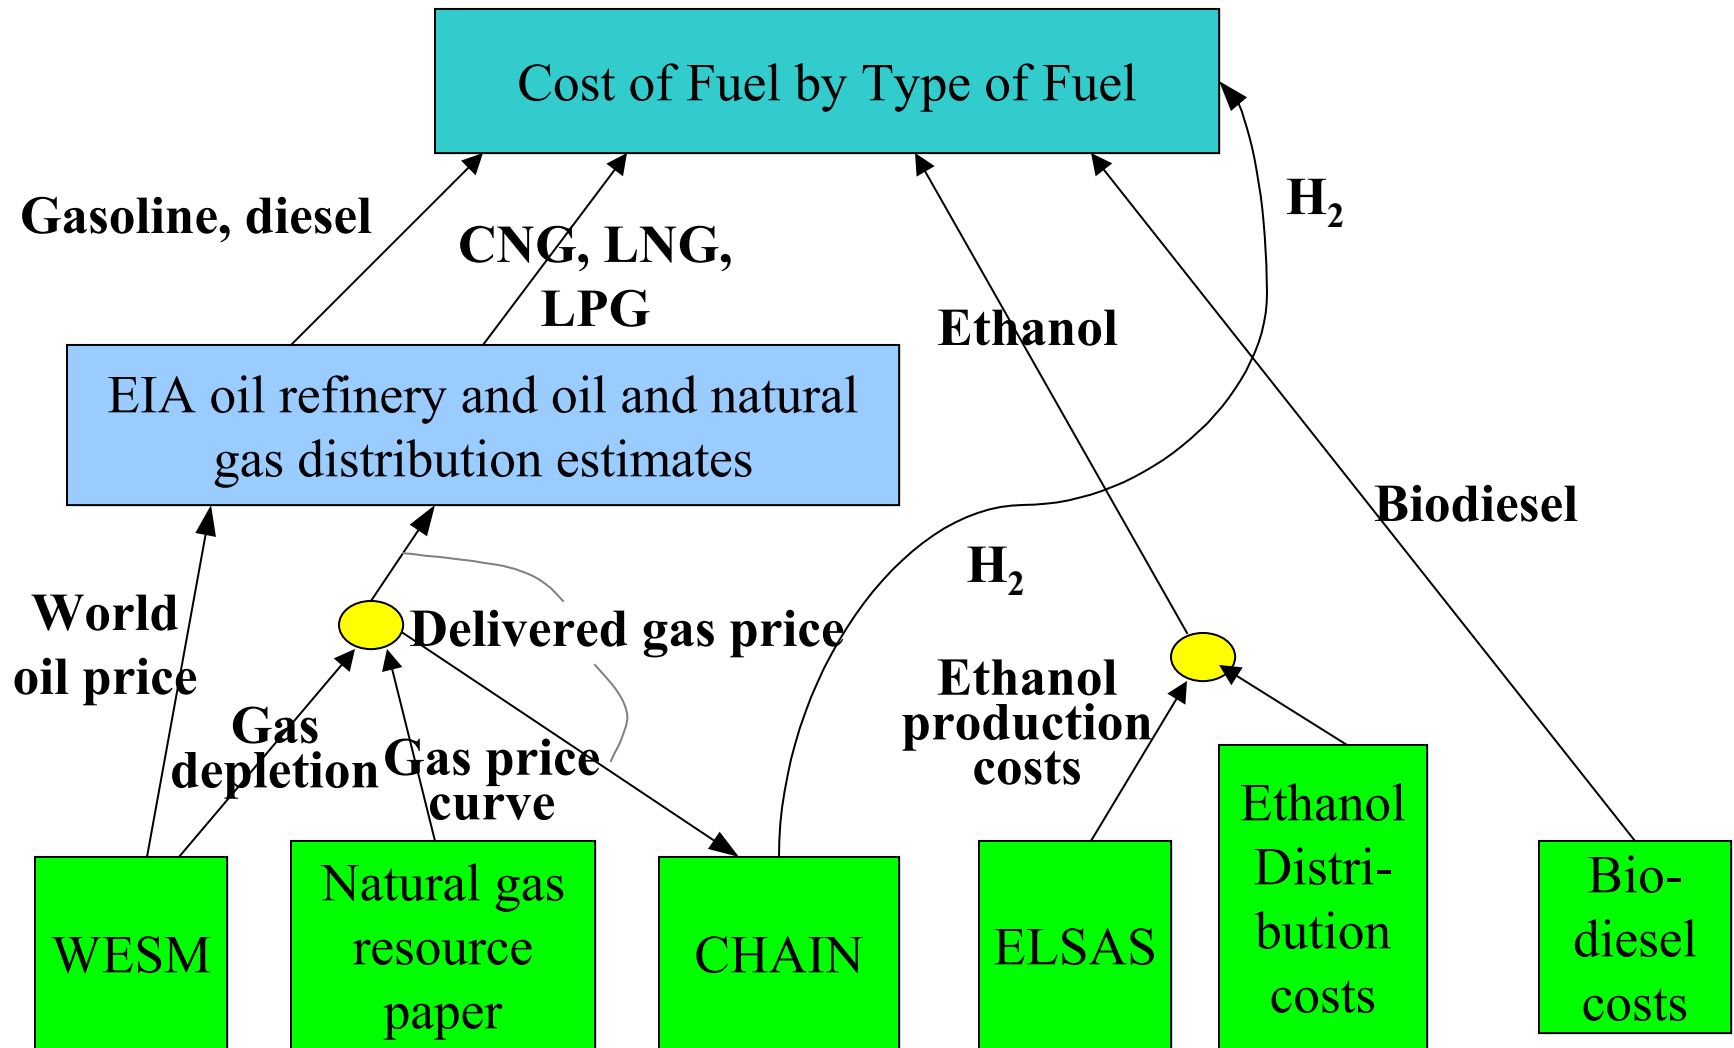 Cost of Fuel by Type of Fuel
Gasoline, diesel
CNG, LNG,
LPG
H₂
Ethanol
EIA oil refinery and oil and natural
gas distribution estimates
Biodiesel
H₂
World
oil price
Delivered gas price
Gas
depletion
Gas price
curve
Ethanol
production
costs
WESM
Natural gas
resource
paper
CHAIN
ELSAS
Ethanol
Distri-
bution
costs
Bio-
diesel
costs